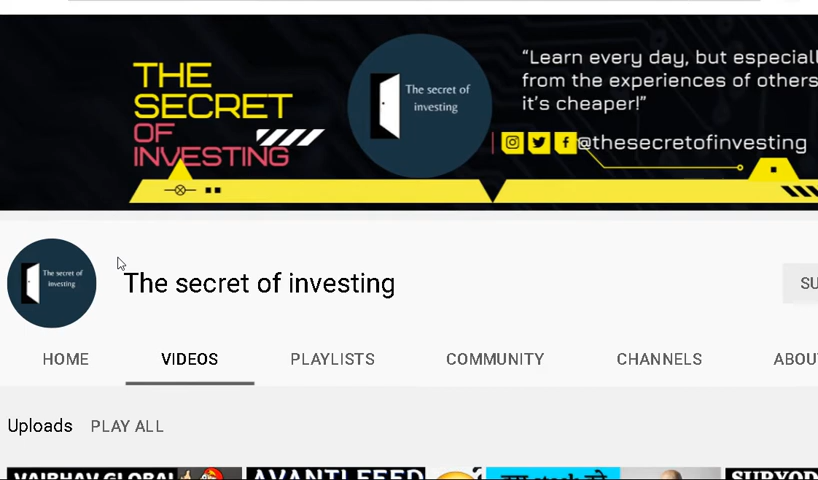 THE
SECRET
OF
INVESTING
The secret of
investing
“Learn every day, but especiall
from the experiences of others
it’s cheaper!”
@thesecretofinvesting
The secret of
investing
The secret of investing
SU
HOME VIDEOS PLAYLISTS COMMUNITY CHANNELS ABOU
Uploads PLAY ALL
VAIBHAV GLOBAL AVANTI FEED SURYOD